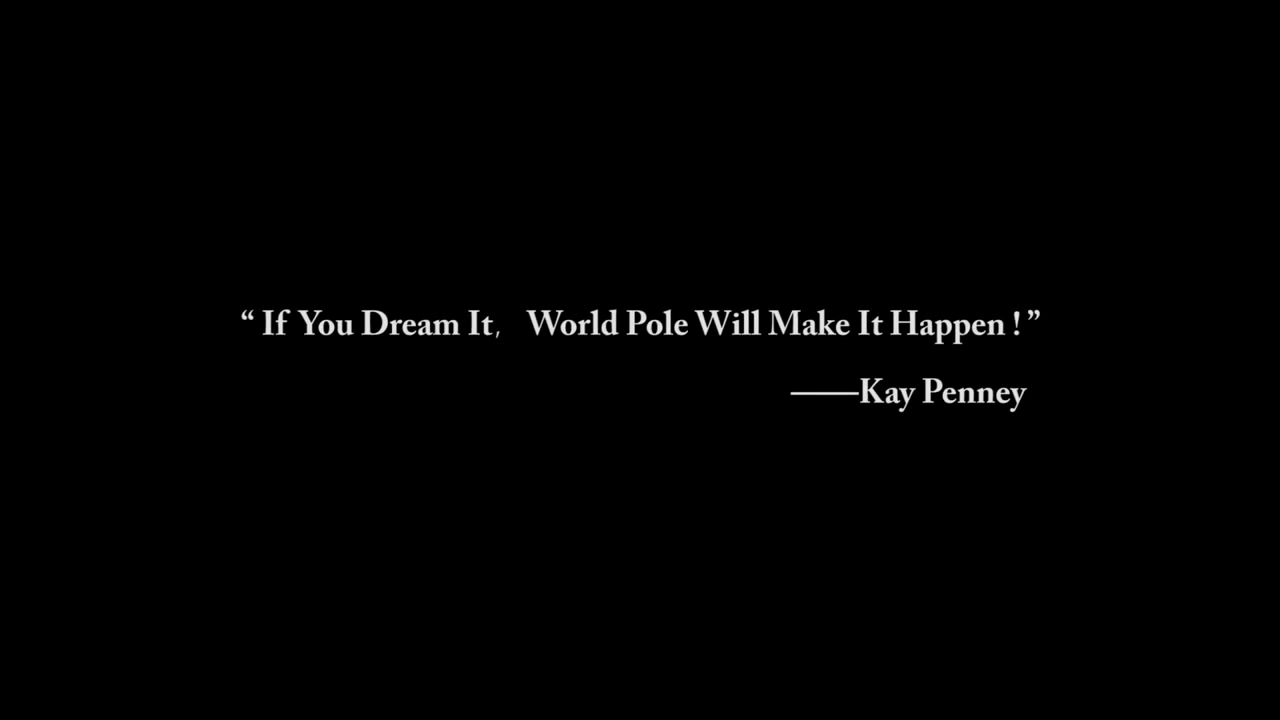 “ If You Dream It, World Pole Will Make It Happen ! ”
——Kay Penney